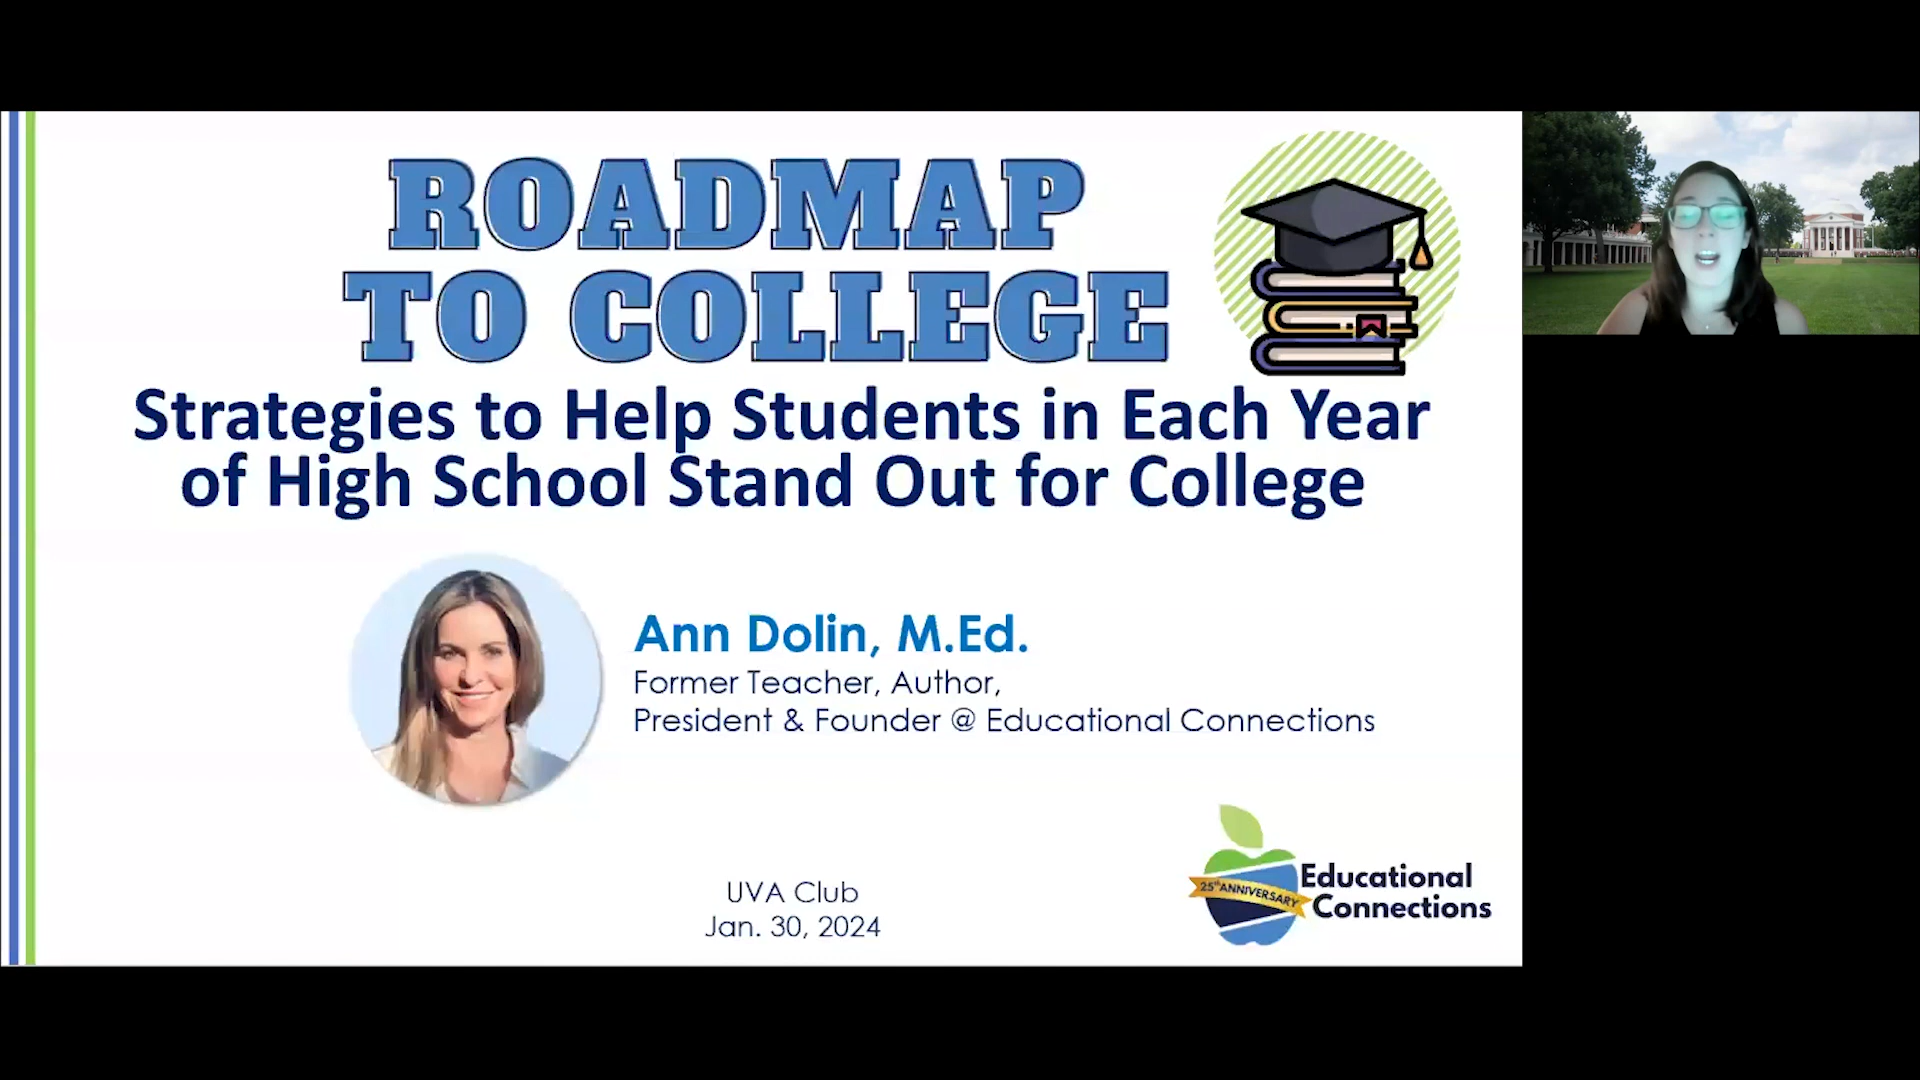 ROADMAP
TO COLLEGE
Strategies to Help Students in Each Year
of High School Stand Out for College
Ann Dolin, M.Ed.
Former Teacher, Author,
President & Founder @ Educational Connections
UVA Club
Jan. 30, 2024
25th ANNIVERSARY
Educational
Connections